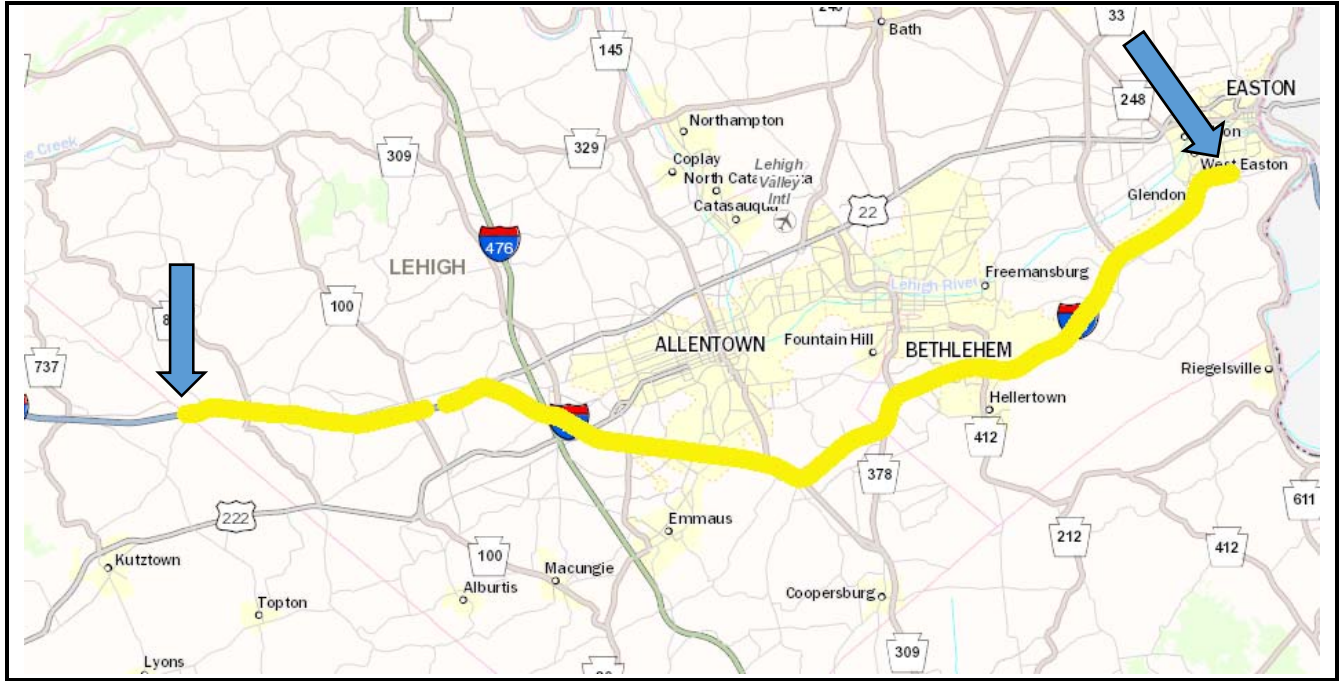 33
145
Bath
EASTON
248
Northampton
Creek
309
329
Coplay
Lehigh
Valley
Intl
North
Catasauqua
West Easton
Glendon
22
476
LEHIGH
100
Freemansburg
Lehigh River
ALLENTOWN
Fountain Hill
BETHLEHEM
737
Riegelsville
Hellertown
412
378
222
Emmaus
611
212
412
Kutztown
100
Macungie
Alburtis
Coopersburg
Topton
309
Lyons